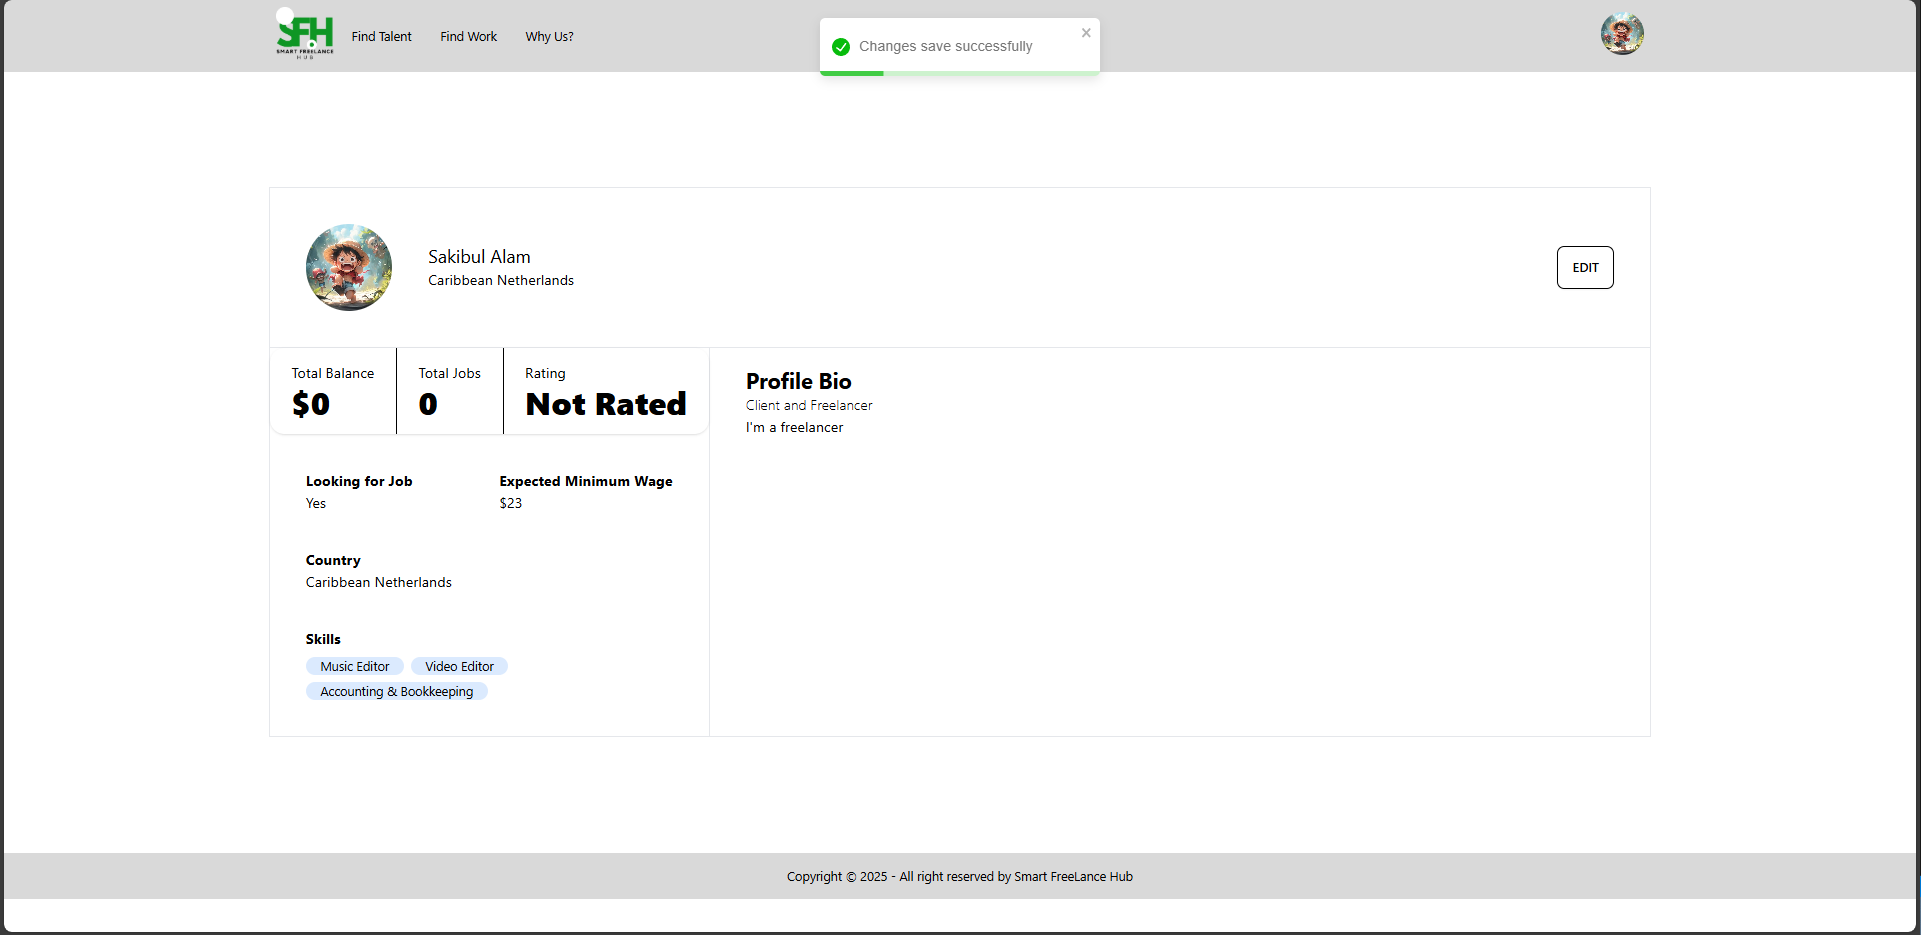 SFH
SMART FREELANCE
HUB
Find Talent
Find Work
Why Us?
Changes save successfully
Sakibul Alam
Caribbean Netherlands
EDIT
Total Balance
$0
Total Jobs
0
Rating
Not Rated
Profile Bio
Client and Freelancer
I'm a freelancer
Looking for Job
Yes
Expected Minimum Wage
$23
Country
Caribbean Netherlands
Skills
Music Editor
Video Editor
Accounting & Bookkeeping
Copyright © 2025 - All right reserved by Smart FreeLance Hub